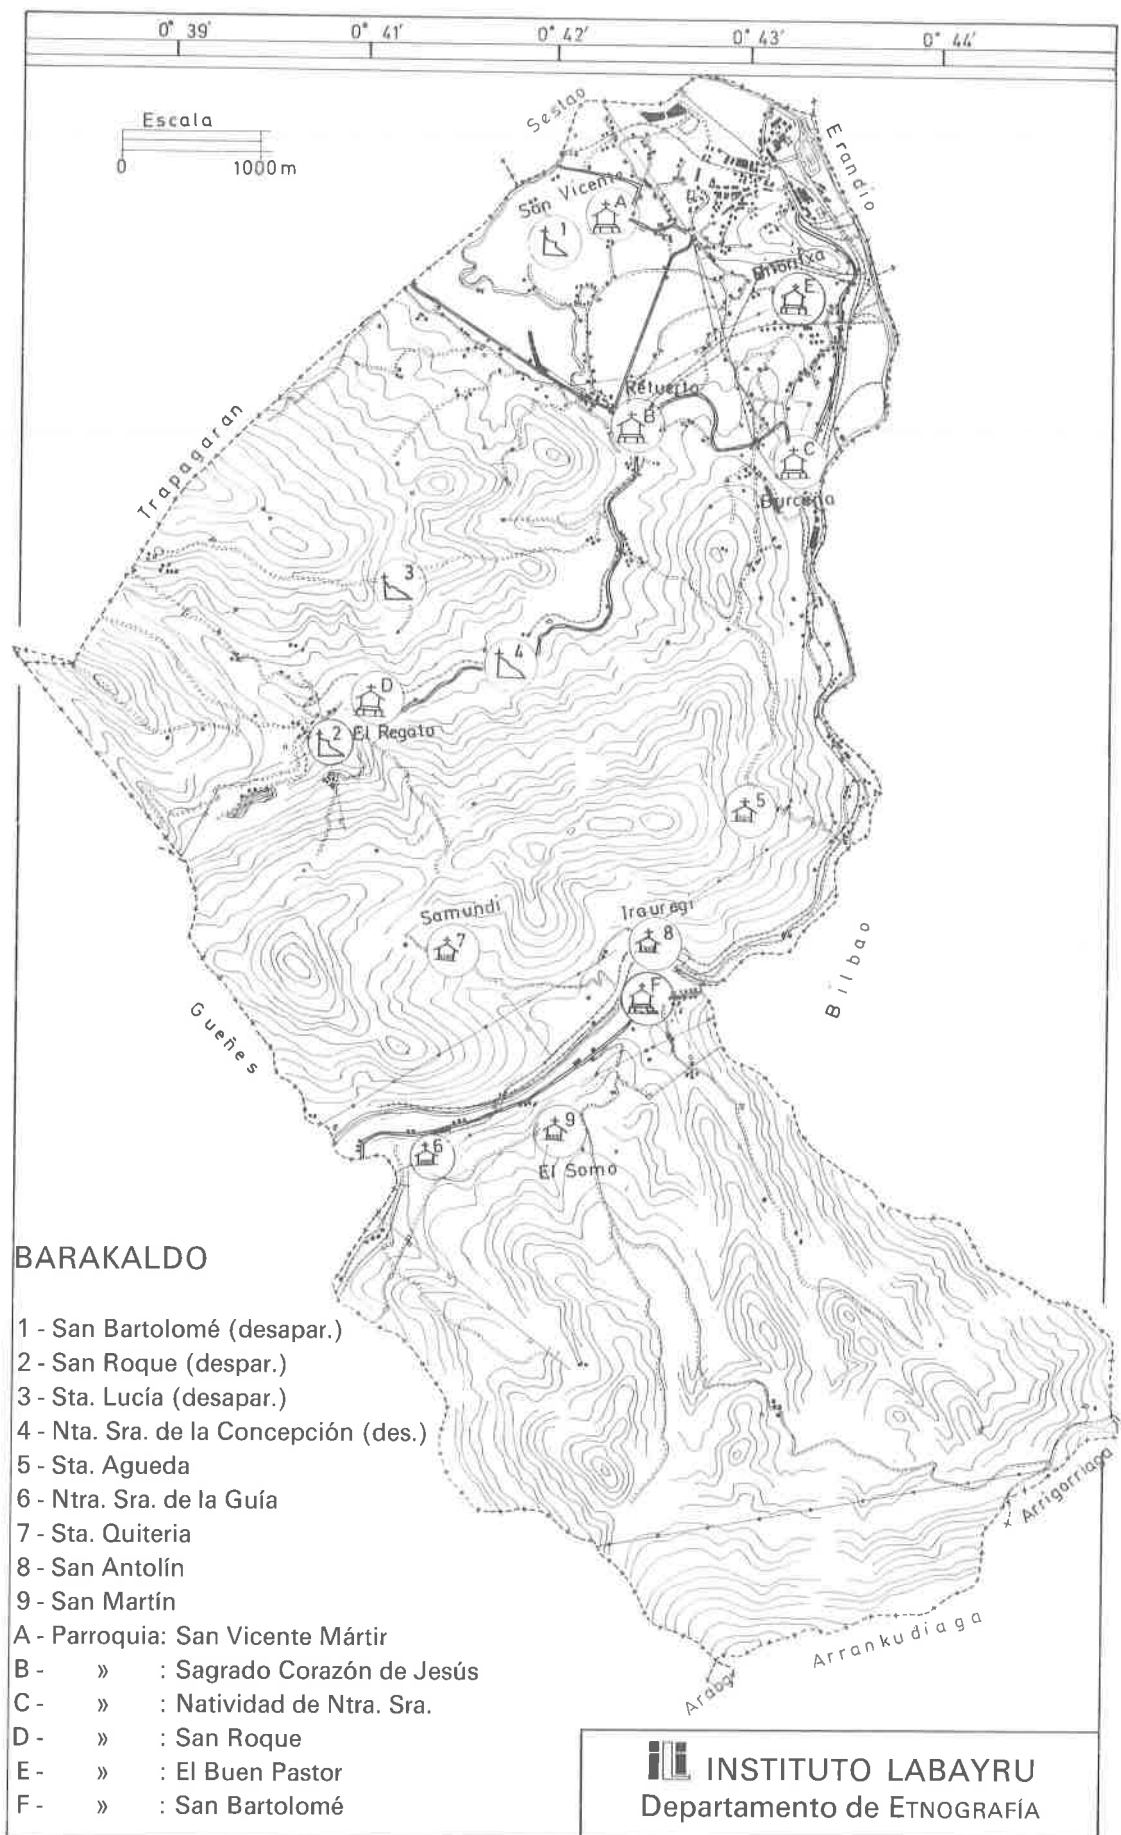 0° 39' 0° 41' 0° 42' 0° 43' 0° 44'
Escala
0 1000 m
Sestao
Erandio
San Vicente
A
1
E
Retuerto
B
C
Burceña
Trapagaran
3
4
D
2 El Regato
5
Samundi
Irauregi
7
8
F
Bilbao
Gueñes
9
6
El Somo
BARAKALDO
1 - San Bartolomé (desapar.)
2 - San Roque (despar.)
3 - Sta. Lucía (desapar.)
4 - Nta. Sra. de la Concepción (des.)
5 - Sta. Agueda
6 - Ntra. Sra. de la Guía
7 - Sta. Quiteria
8 - San Antolín
9 - San Martín
A - Parroquia: San Vicente Mártir
B - » : Sagrado Corazón de Jesús
C - » : Natividad de Ntra. Sra.
D - » : San Roque
E - » : El Buen Pastor
F - » : San Bartolomé
Arrigorriaga
Arrankudiaga
INSTITUTO LABAYRU
Departamento de ETNOGRAFÍA